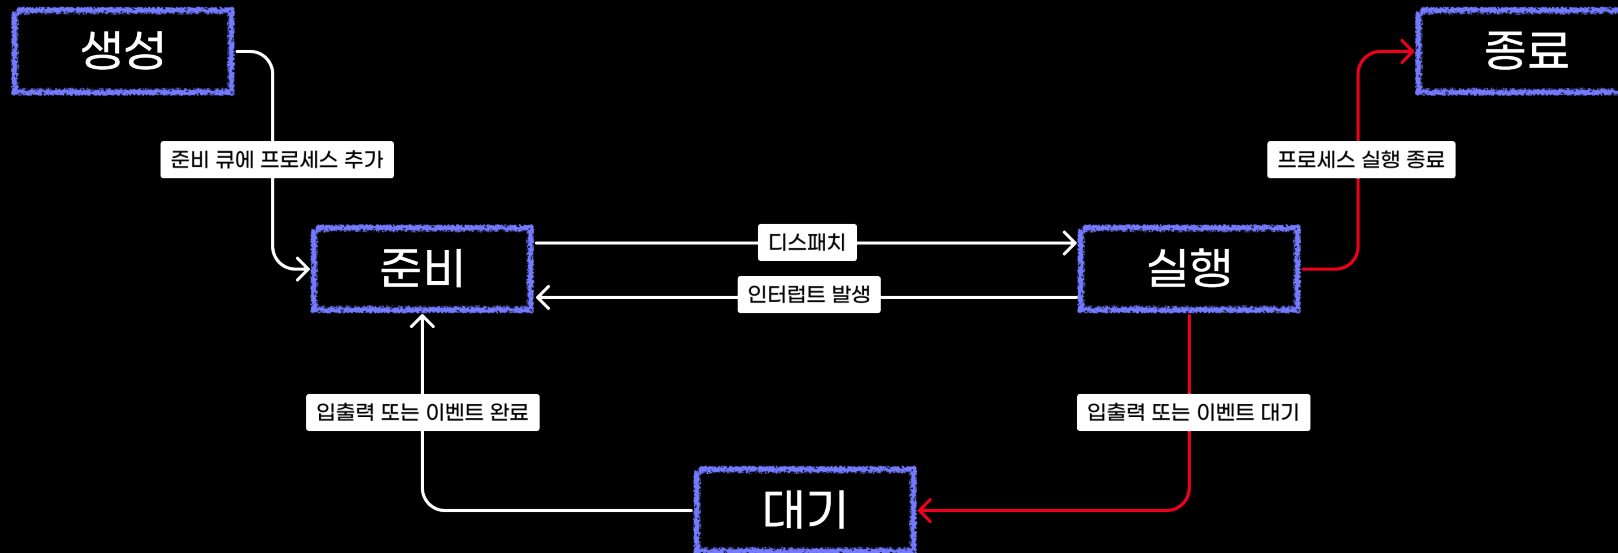 생성
종료
준비 큐에 프로세스 추가
프로세스 실행 종료
준비
디스패치
인터럽트 발생
실행
입출력 또는 이벤트 완료
입출력 또는 이벤트 대기
대기